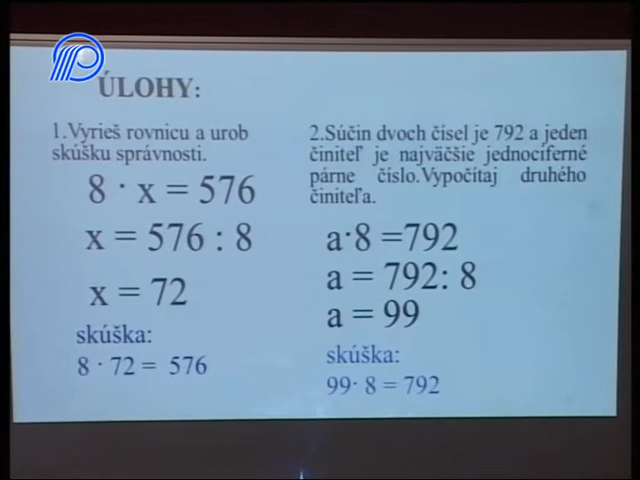 ÚLOHY:
1.Vyrieš rovnicu a urob
skúšku správnosti.
8 · x = 576
x = 576 : 8
x = 72
skúška:
8 · 72 = 576
2.Súčin dvoch čísel je 792 a jeden
činiteľ je najväčšie jednociferné
párne číslo.Vypočítaj druhého
činiteľa.
a·8 =792
a = 792: 8
a = 99
skúška:
99· 8 = 792